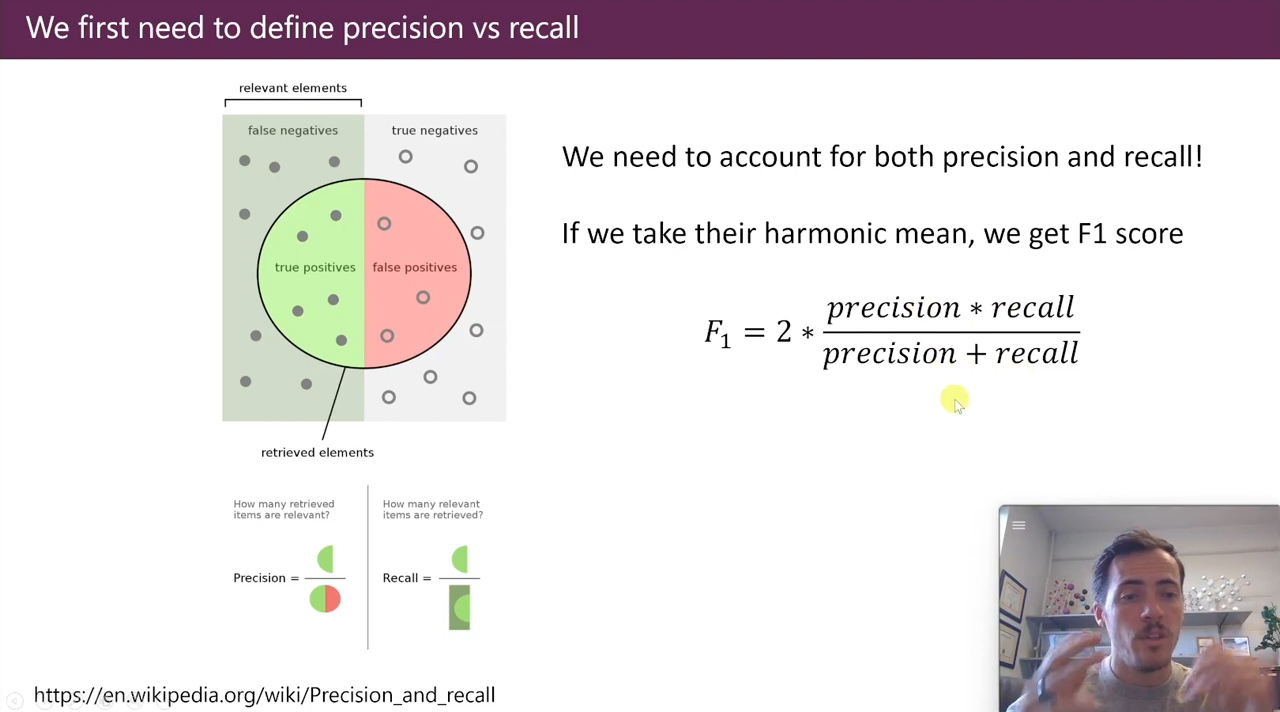 We first need to define precision vs recall
relevant elements
false negatives
true negatives
true positives
false positives
retrieved elements
How many retrieved
items are relevant?
How many relevant
items are retrieved?
Precision =
Recall =
We need to account for both precision and recall!
If we take their harmonic mean, we get F1 score
F₁ = 2 * (precision * recall) / (precision + recall)
https://en.wikipedia.org/wiki/Precision_and_recall